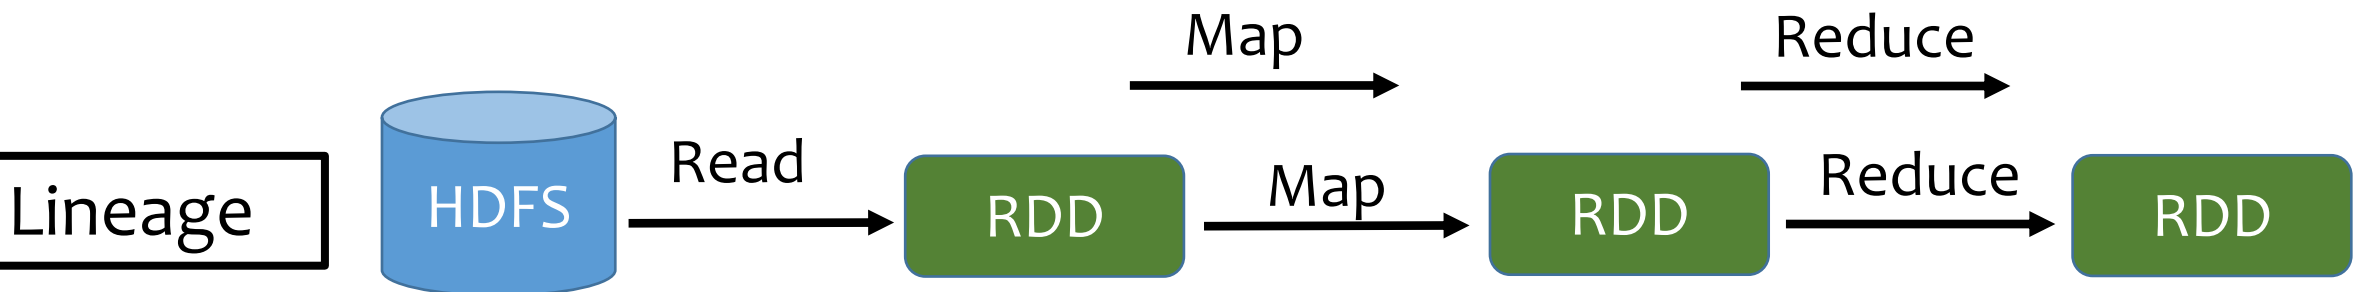 Map
Reduce
Lineage
HDFS
Read
RDD
Map
RDD
Reduce
RDD